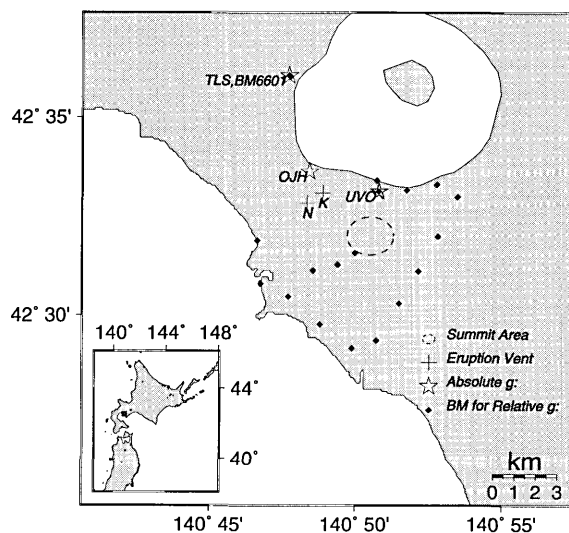 TLS,BM6601
42° 35'
OJH
N K
UVO
42° 30'
140° 144° 148°
44°
40°
Summit Area
Eruption Vent
Absolute g:
BM for Relative g:
km
0 1 2 3
140° 45' 140° 50' 140° 55'